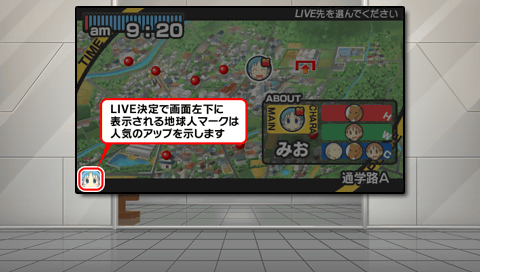 LIVE先を選んでください
am 9:20
TIME
LIVE決定で画面左下に
表示される地球人マークは
人気のアップを示します
ABOUT
MAIN
CHARA
みお
H
W
C
通学路A